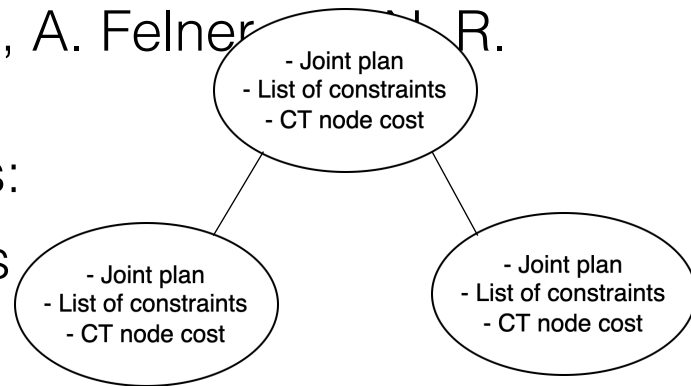 , A. Felner R.
- Joint plan
- List of constraints
- CT node cost
s:
s
- Joint plan
- List of constraints
- CT node cost
- Joint plan
- List of constraints
- CT node cost